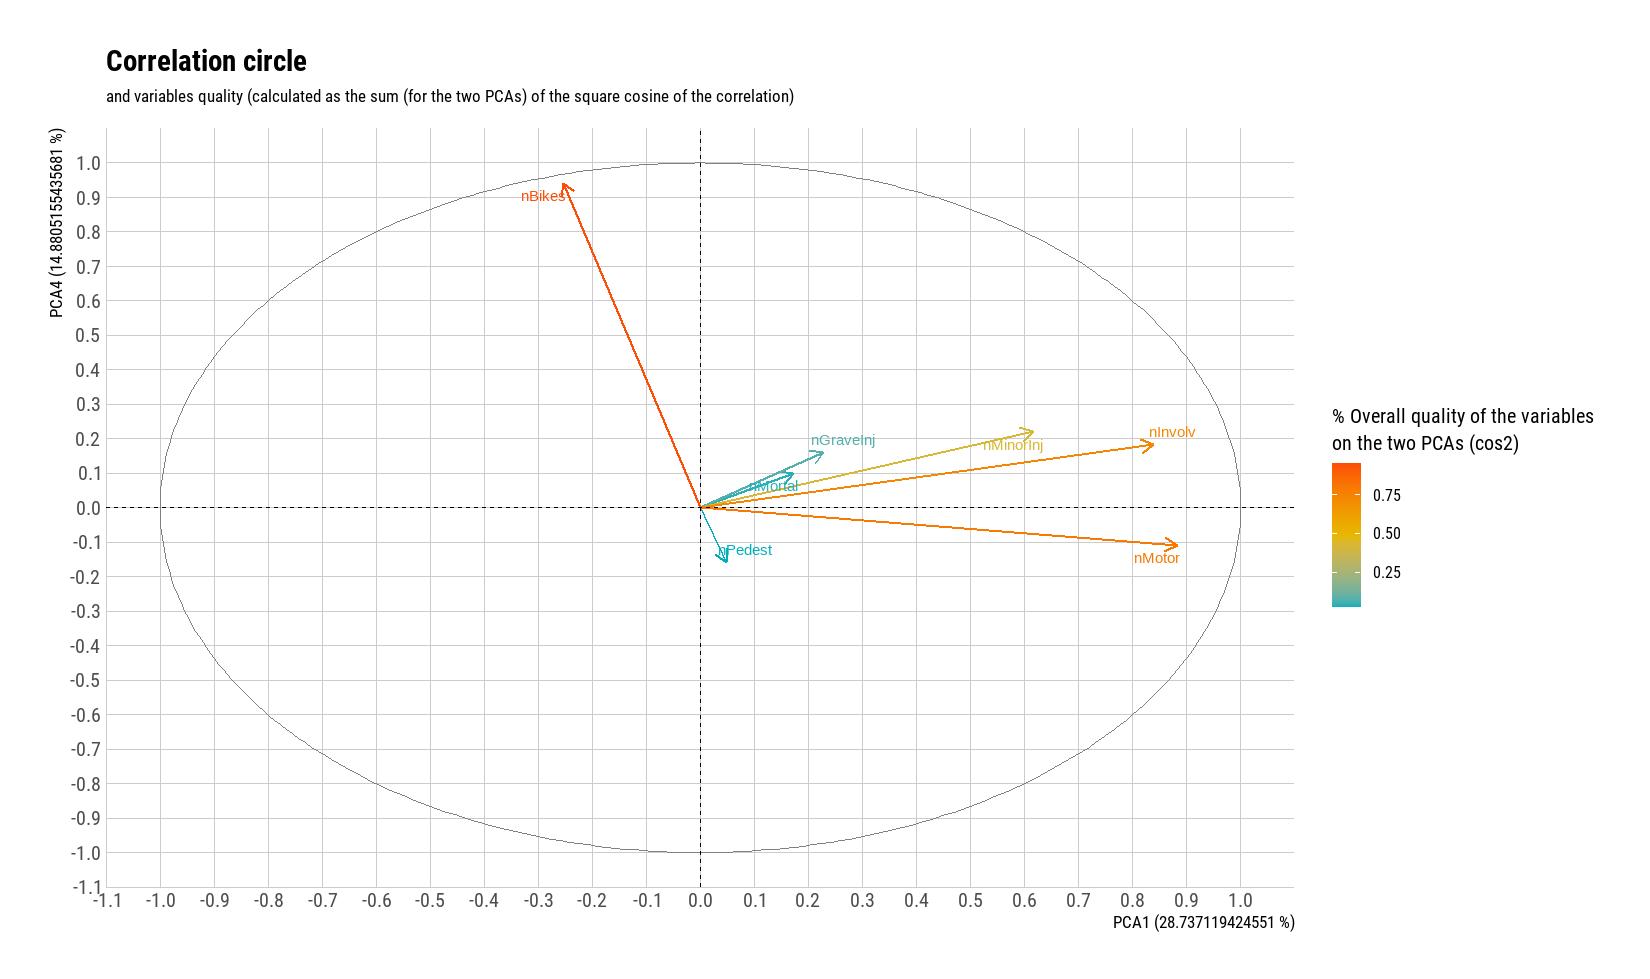 Correlation circle
and variables quality (calculated as the sum (for the two PCAs) of the square cosine of the correlation)
PCA4 (14.8805155435681 %)
1.0
0.9
0.8
0.7
0.6
0.5
0.4
0.3
0.2
0.1
0.0
-0.1
-0.2
-0.3
-0.4
-0.5
-0.6
-0.7
-0.8
-0.9
-1.0
-1.1
nBikes
nGraveInj
nMinorInj
nInvolv
nMortal
nPedest
nMotor
-1.1 -1.0 -0.9 -0.8 -0.7 -0.6 -0.5 -0.4 -0.3 -0.2 -0.1 0.0 0.1 0.2 0.3 0.4 0.5 0.6 0.7 0.8 0.9 1.0
PCA1 (28.737119424551 %)
% Overall quality of the variables
on the two PCAs (cos2)
0.75
0.50
0.25